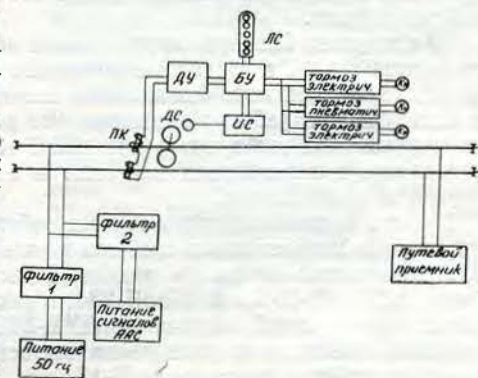 ЛС
ДУ
БУ
тормоз
электрич.
тормоз
пневматич.
тормоз
электрич.
ИС
ДС
ПК
фильтр
2
фильтр
1
Питание
сигналов
ААС
Питание
50 гц
Путевой
приемник